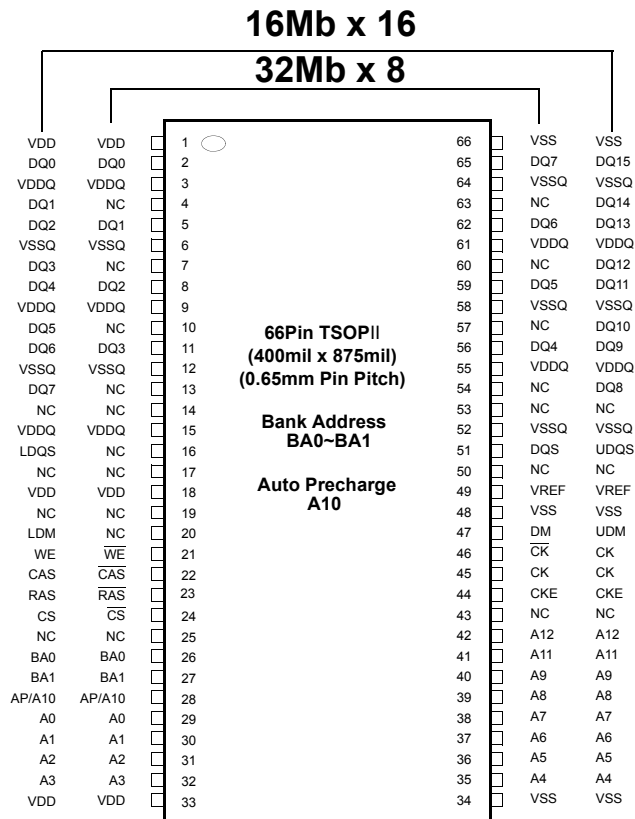 16Mb x 16
32Mb x 8
VDD VDD 1 66 VSS VSS
DQ0 DQ0 2 65 DQ7 DQ15
VDDQ VDDQ 3 64 VSSQ VSSQ
DQ1 NC 4 63 NC DQ14
DQ2 DQ1 5 62 DQ6 DQ13
VSSQ VSSQ 6 61 VDDQ VDDQ
DQ3 NC 7 60 NC DQ12
DQ4 DQ2 8 59 DQ5 DQ11
VDDQ VDDQ 9 58 VSSQ VSSQ
DQ5 NC 10 57 NC DQ10
DQ6 DQ3 11 56 DQ4 DQ9
VSSQ VSSQ 12 55 VDDQ VDDQ
DQ7 NC 13 54 NC DQ8
NC NC 14 53 NC NC
VDDQ VDDQ 15 52 VSSQ VSSQ
LDQS NC 16 51 DQS UDQS
NC NC 17 50 NC NC
VDD VDD 18 49 VREF VREF
NC NC 19 48 VSS VSS
LDM NC 20 47 DM UDM
WE W̅E̅ 21 46 C̅K̅ CK
CAS C̅A̅S̅ 22 45 CK CK
RAS R̅A̅S̅ 23 44 CKE CKE
CS C̅S̅ 24 43 NC NC
NC NC 25 42 A12 A12
BA0 BA0 26 41 A11 A11
BA1 BA1 27 40 A9 A9
AP/A10 AP/A10 28 39 A8 A8
A0 A0 29 38 A7 A7
A1 A1 30 37 A6 A6
A2 A2 31 36 A5 A5
A3 A3 32 35 A4 A4
VDD VDD 33 34 VSS VSS
66Pin TSOPII
(400mil x 875mil)
(0.65mm Pin Pitch)
Bank Address
BA0~BA1
Auto Precharge
A10